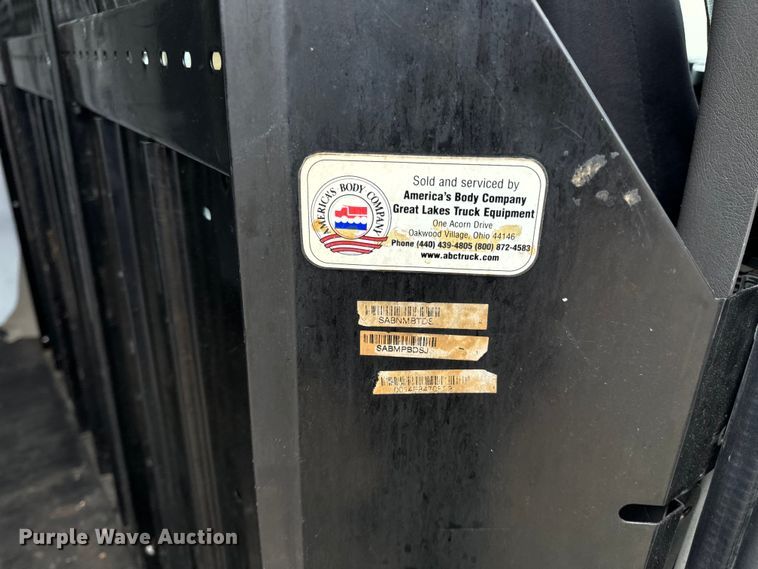 AMERICA'S BODY COMPANY
Sold and serviced by
America's Body Company
Great Lakes Truck Equipment
One Acorn Drive
Oakwood Village, Ohio 44146
Phone (440) 439-4805 (800) 872-4583
www.abctruck.com
SABNMBTDS
SABMPBDSJ
Purple Wave Auction